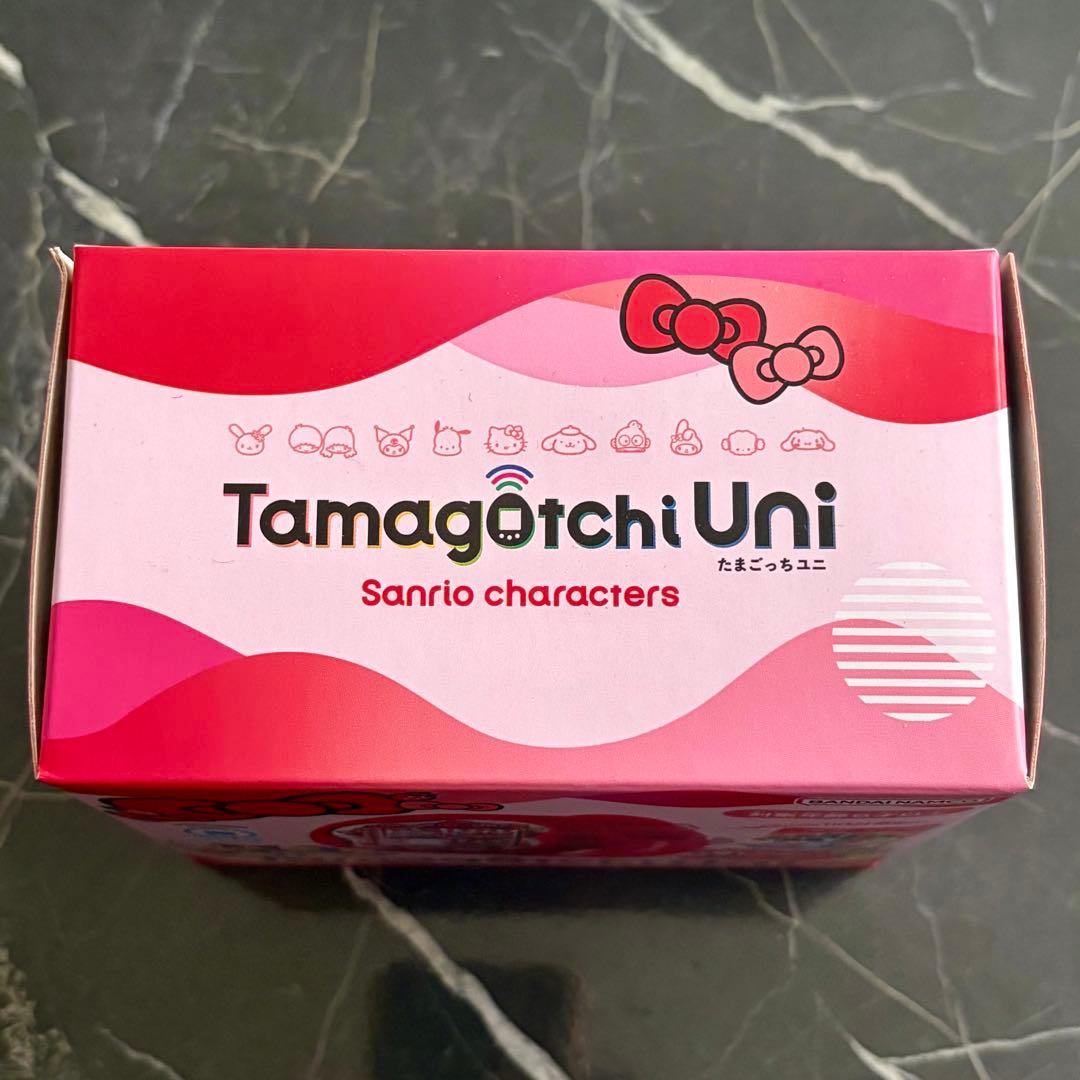 Tamagotchi Uni
たまごっちユニ
Sanrio characters
BANDAI NAMCO